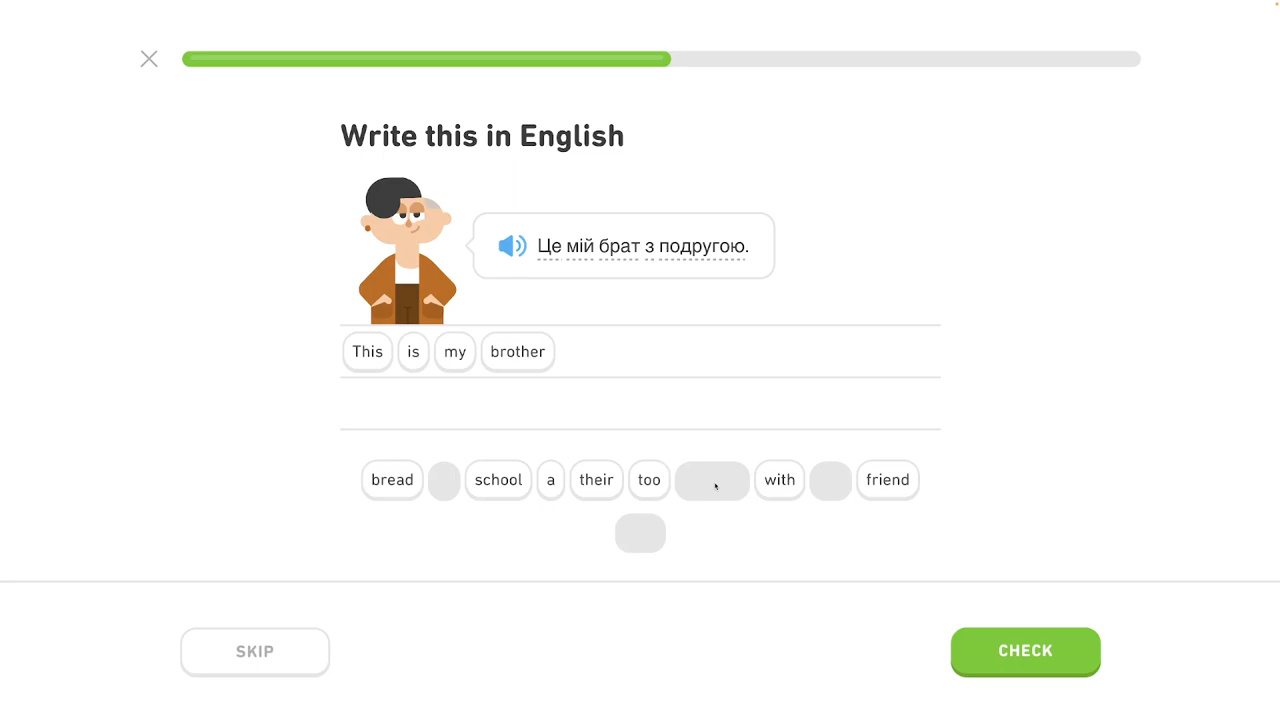 Write this in English
Це мій брат з подругою.
This is my brother
bread school a their too with friend
SKIP CHECK